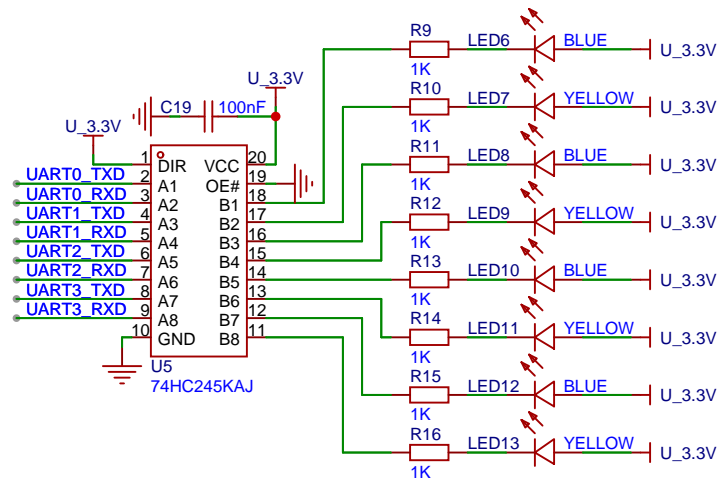 R9 LED6 BLUE U_3.3V
1K
U_3.3V
C19 100nF
R10 LED7 YELLOW U_3.3V
1K
U_3.3V
R11 LED8 BLUE U_3.3V
1K
1 DIR VCC 20
UART0_TXD 2 A1 OE# 19
UART0_RXD 3 A2 B1 18
UART1_TXD 4 A3 B2 17
UART1_RXD 5 A4 B3 16
UART2_TXD 6 A5 B4 15
UART2_RXD 7 A6 B5 14
UART3_TXD 8 A7 B6 13
UART3_RXD 9 A8 B7 12
10 GND B8 11
U5
74HC245KAJ
R12 LED9 YELLOW U_3.3V
1K
R13 LED10 BLUE U_3.3V
1K
R14 LED11 YELLOW U_3.3V
1K
R15 LED12 BLUE U_3.3V
1K
R16 LED13 YELLOW U_3.3V
1K